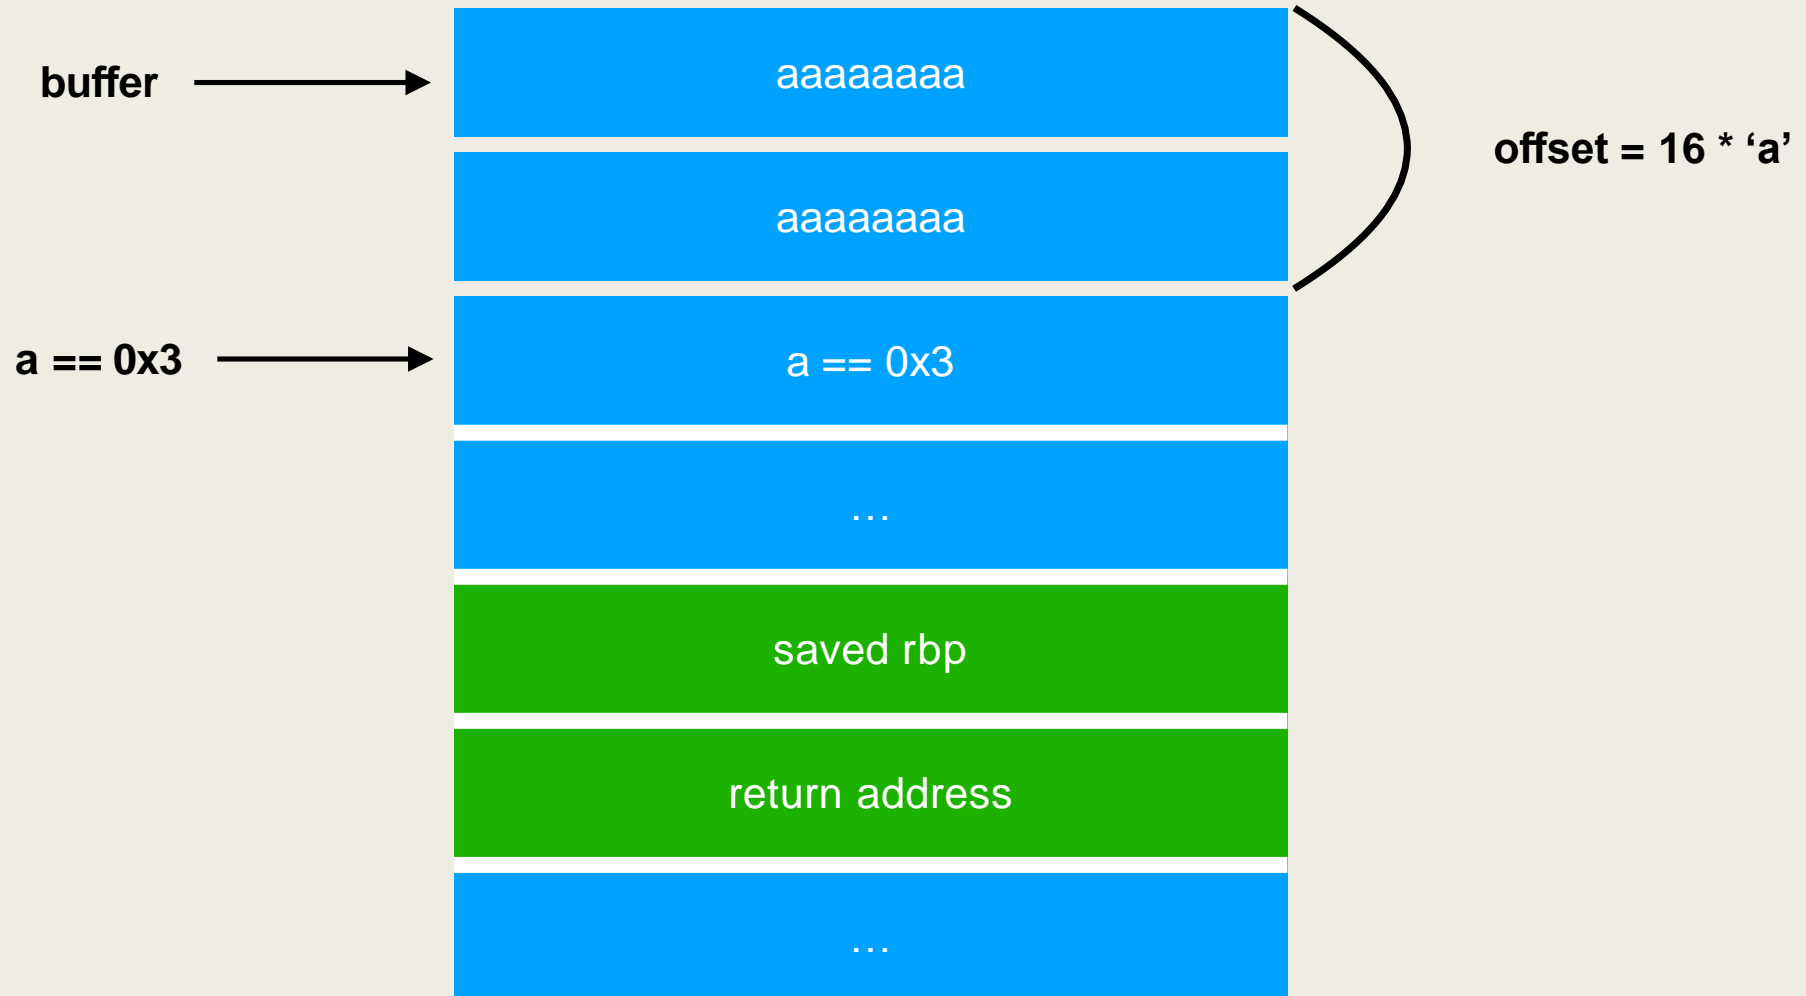 buffer
aaaaaaaa
offset = 16 * ‘a’
aaaaaaaa
a == 0x3
a == 0x3
...
saved rbp
return address
...